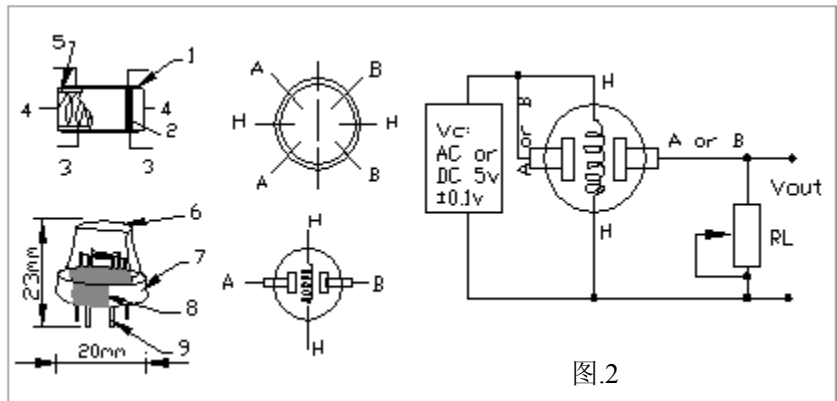 5
1
4
4
2
3
3
6
7
8
9
23mm
20mm
A
B
H
H
A
B
H
A
B
H
Vc:
AC or
DC 5v
±0.1v
H
A or B
A or B
H
Vout
RL
图.2